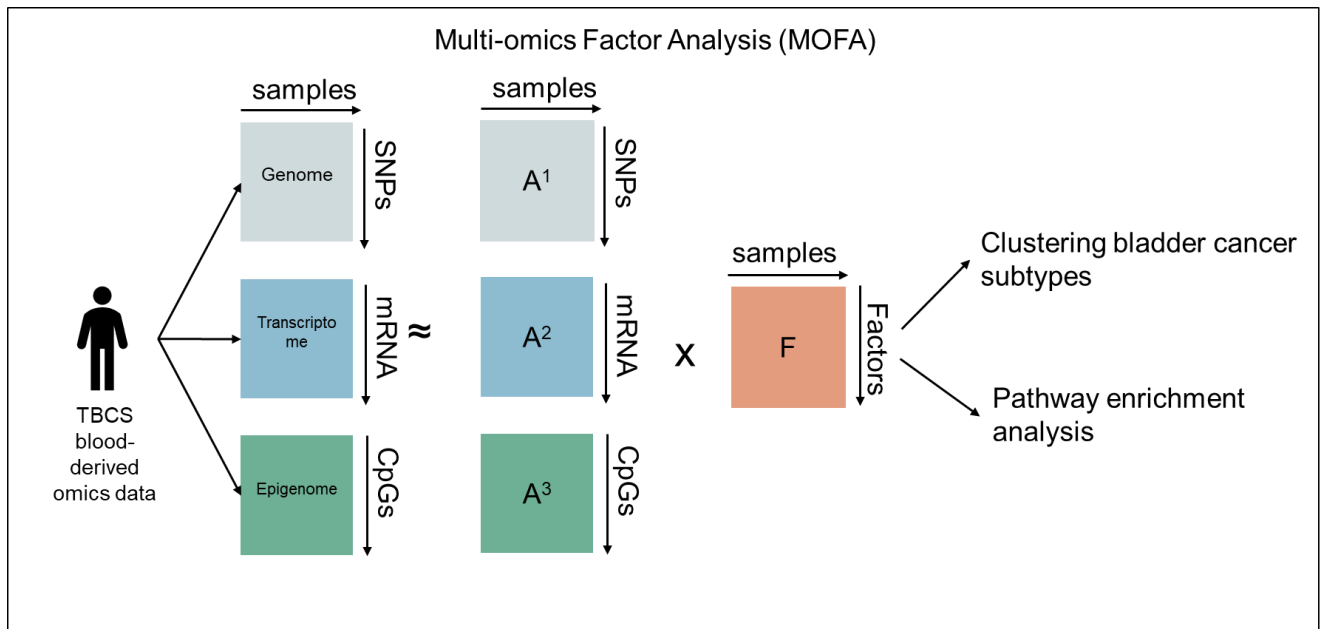 Multi-omics Factor Analysis (MOFA)
samples
samples
Genome
SNPs
A¹
SNPs
samples
Clustering bladder cancer
subtypes
Transcripto
me
mRNA
≈
A²
mRNA
x
F
Factors
Pathway enrichment
analysis
TBCS
blood-
derived
omics data
Epigenome
CpGs
A³
CpGs